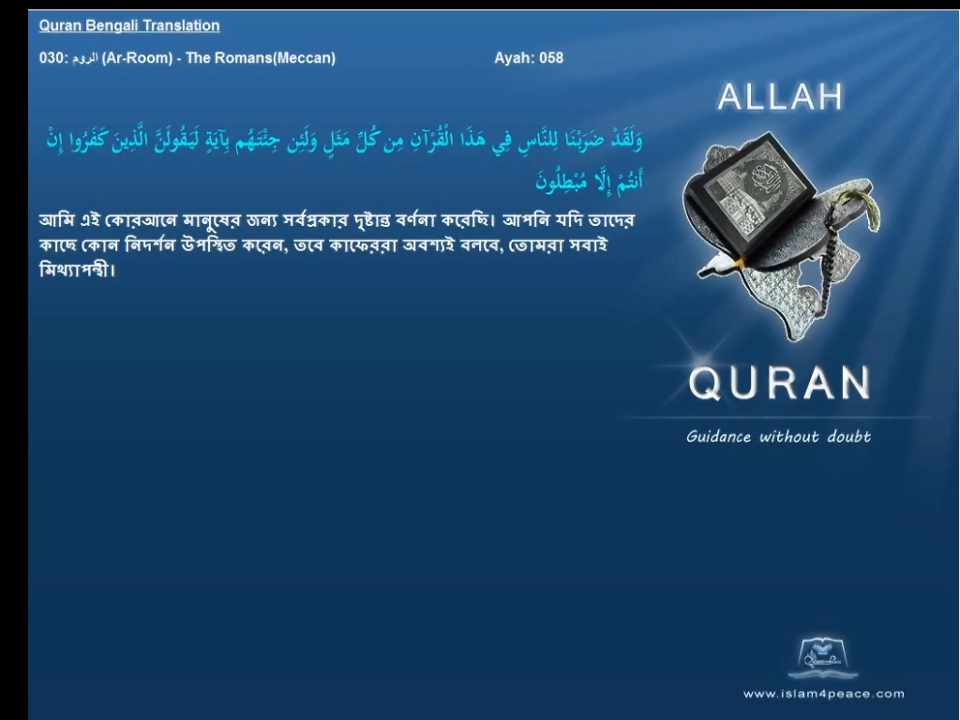 Quran Bengali Translation
030: الروم (Ar-Room) - The Romans(Meccan) Ayah: 058
وَلَقَدْ ضَرَبْنَا لِلنَّاسِ فِي هَذَا الْقُرْآنِ مِن كُلِّ مَثَلٍ وَلَئِن جِئْتَهُم بِآيَةٍ لَيَقُولَنَّ الَّذِينَ كَفَرُوا إِنْ
أَنتُمْ إِلَّا مُبْطِلُونَ
আমি এই কোরআনে মানুষের জন্য সর্বপ্রকার দৃষ্টান্ত বর্ণনা করেছি। আপনি যদি তাদের
কাছে কোন নিদর্শন উপস্থিত করেন, তবে কাফেররা অবশ্যই বলবে, তোমরা সবাই
মিথ্যাপন্থী।
ALLAH
QURAN
Guidance without doubt
www.islam4peace.com